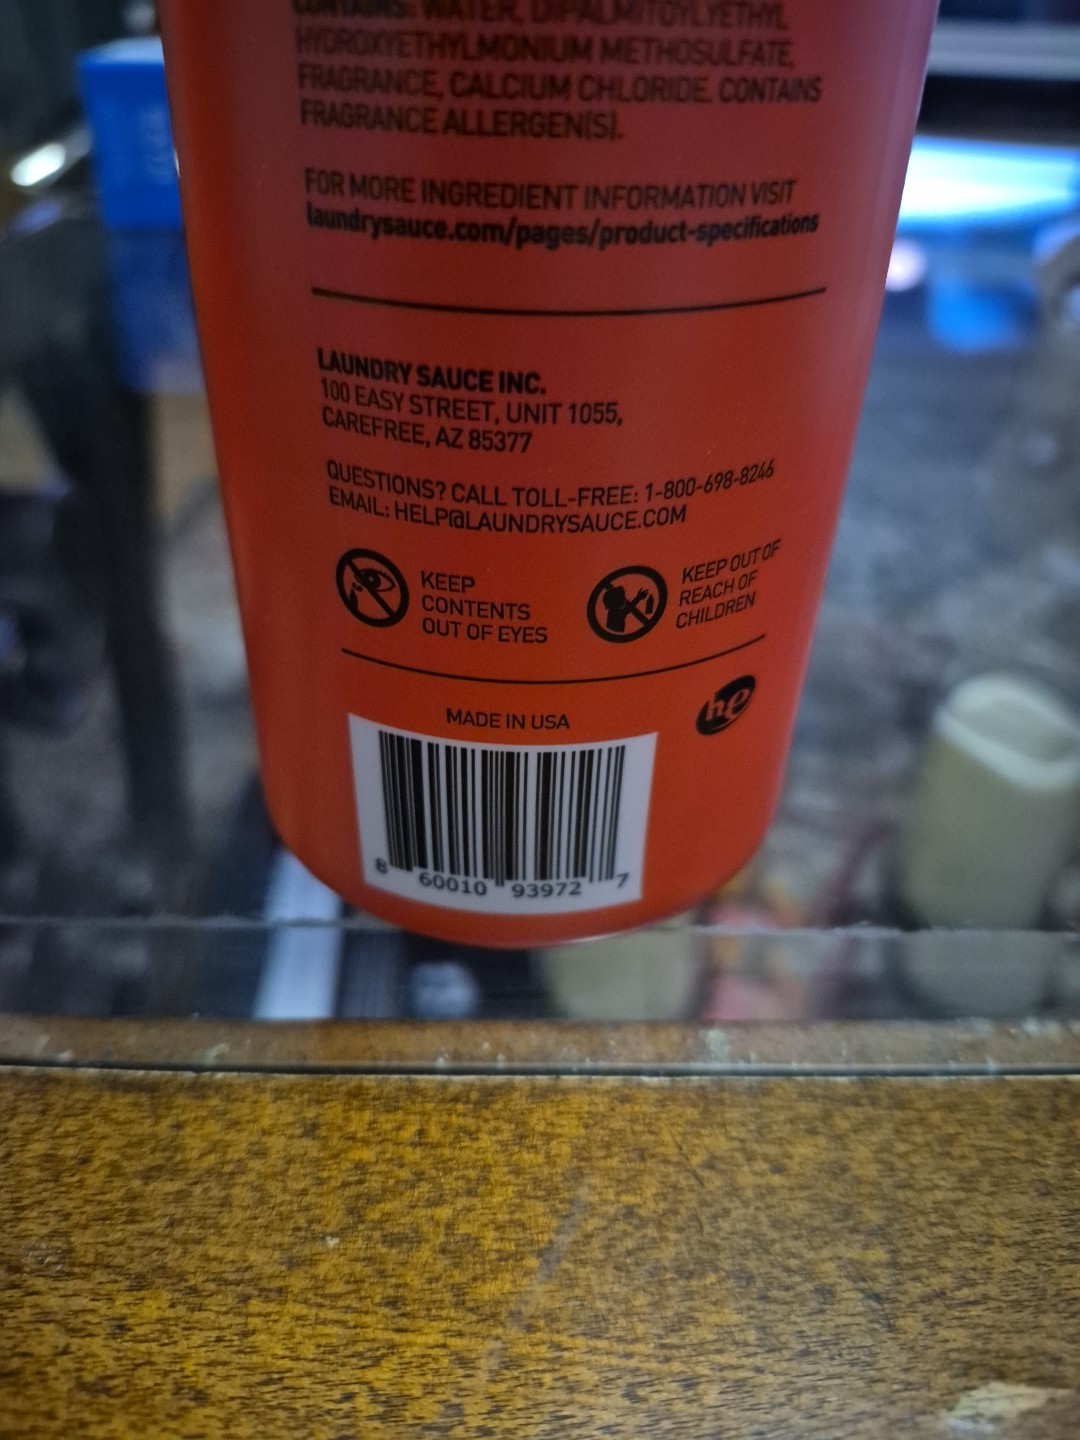 CONTAINS: WATER, DIPALMITOYLYETHYL
HYDROXYETHYLMONIUM METHOSULFATE,
FRAGRANCE, CALCIUM CHLORIDE. CONTAINS
FRAGRANCE ALLERGEN(S).
FOR MORE INGREDIENT INFORMATION VISIT
laundrysauce.com/pages/product-specifications
LAUNDRY SAUCE INC.
100 EASY STREET, UNIT 1055,
CAREFREE, AZ 85377
QUESTIONS? CALL TOLL-FREE: 1-800-698-8246
EMAIL: HELP@LAUNDRYSAUCE.COM
KEEP
CONTENTS
OUT OF EYES
KEEP OUT OF
REACH OF
CHILDREN
he
MADE IN USA
8 60010 93972 7